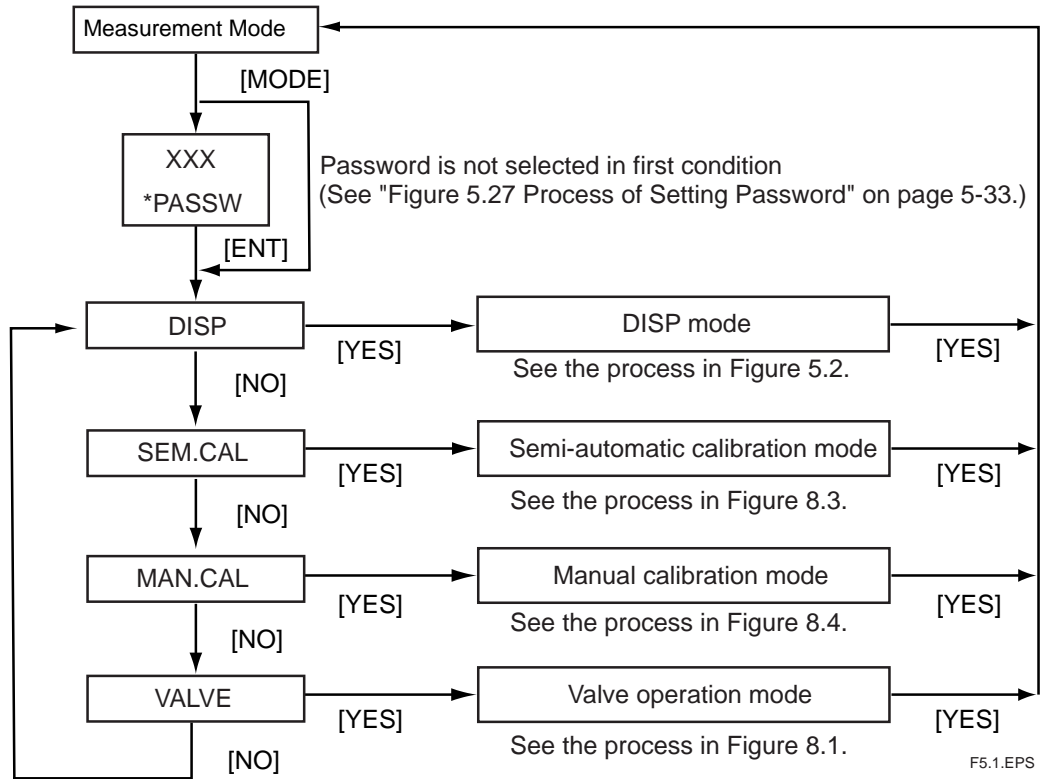 Measurement Mode
[MODE]
XXX
*PASSW
Password is not selected in first condition
(See "Figure 5.27 Process of Setting Password" on page 5-33.)
[ENT]
DISP
[YES]
DISP mode
[YES]
See the process in Figure 5.2.
[NO]
SEM.CAL
[YES]
Semi-automatic calibration mode
[YES]
See the process in Figure 8.3.
[NO]
MAN.CAL
[YES]
Manual calibration mode
[YES]
See the process in Figure 8.4.
[NO]
VALVE
[YES]
Valve operation mode
[YES]
See the process in Figure 8.1.
[NO]
F5.1.EPS